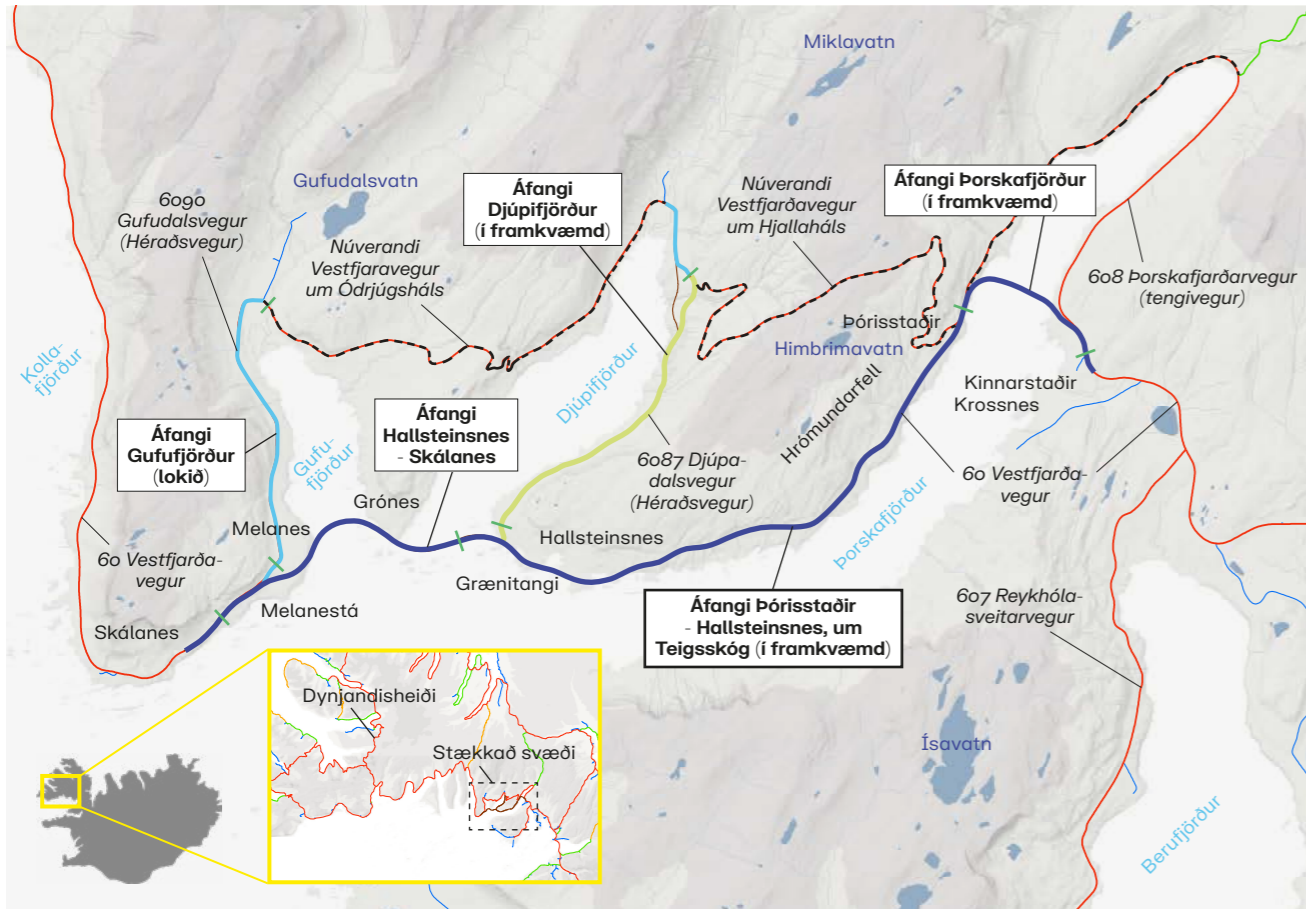 Miklavatn
Gufudalsvatn
6090
Gufudalsvegur
(Héraðsvegur)
Núverandi
Vestfjaravegur
um Ódrjúgsháls
Áfangi
Djúpifjörður
(í framkvæmd)
Núverandi
Vestfjarðavegur
um Hjallaháls
Áfangi Þorskafjörður
(í framkvæmd)
608 Þorskafjarðarvegur
(tengivegur)
Kolla-
fjörður
Djúpifjörður
Þórisstaðir
Himbrimavatn
Hrómundarfell
Kinnarstaðir
Krossnes
Áfangi
Gufufjörður
(lokið)
Gufu-
fjörður
Áfangi
Hallsteinsnes
- Skálanes
6087 Djúpa-
dalsvegur
(Héraðsvegur)
60 Vestfjarða-
vegur
Þorskafjörður
Grónes
Melanes
Hallsteinsnes
60 Vestfjarða-
vegur
Grænitangi
Melanestá
Skálanes
Áfangi Þórisstaðir
- Hallsteinsnes, um
Teigsskóg (í framkvæmd)
607 Reykhóla-
sveitarvegur
Dynjandisheiði
Stækkað svæði
Ísavatn
Berufjörður